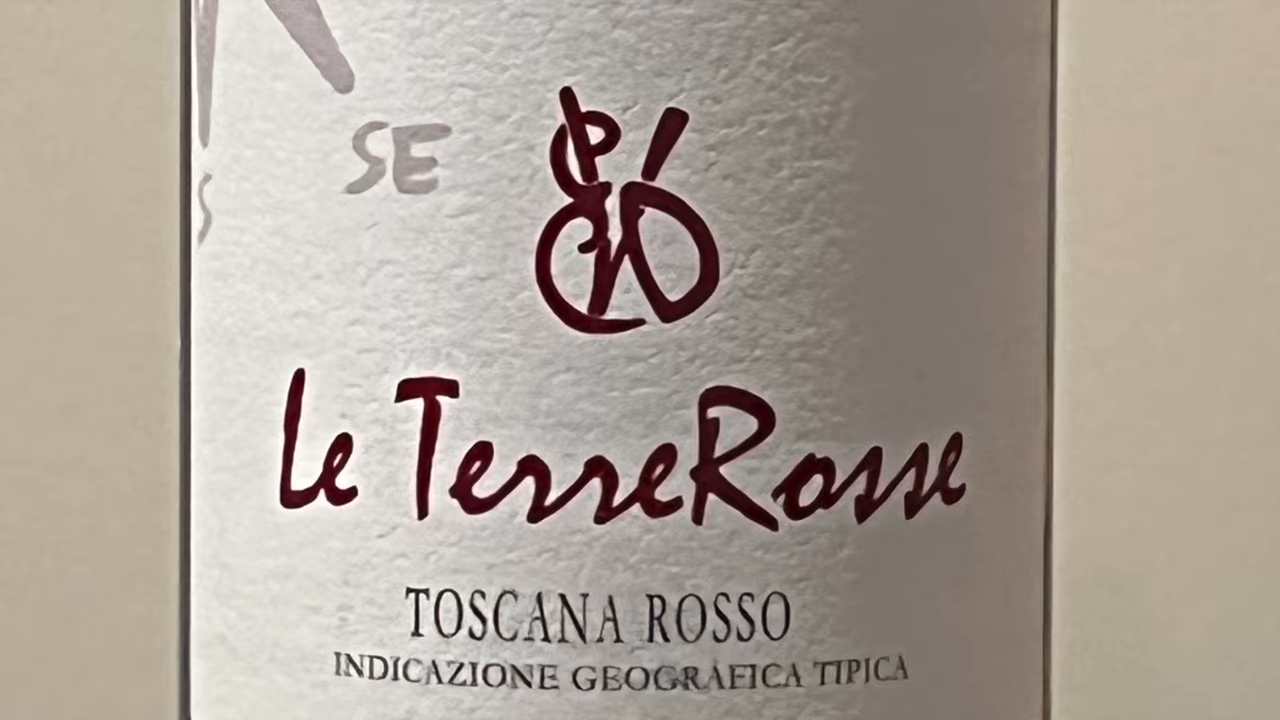 SE
le TerreRosse
TOSCANA ROSSO
INDICAZIONE GEOGRAFICA TIPICA